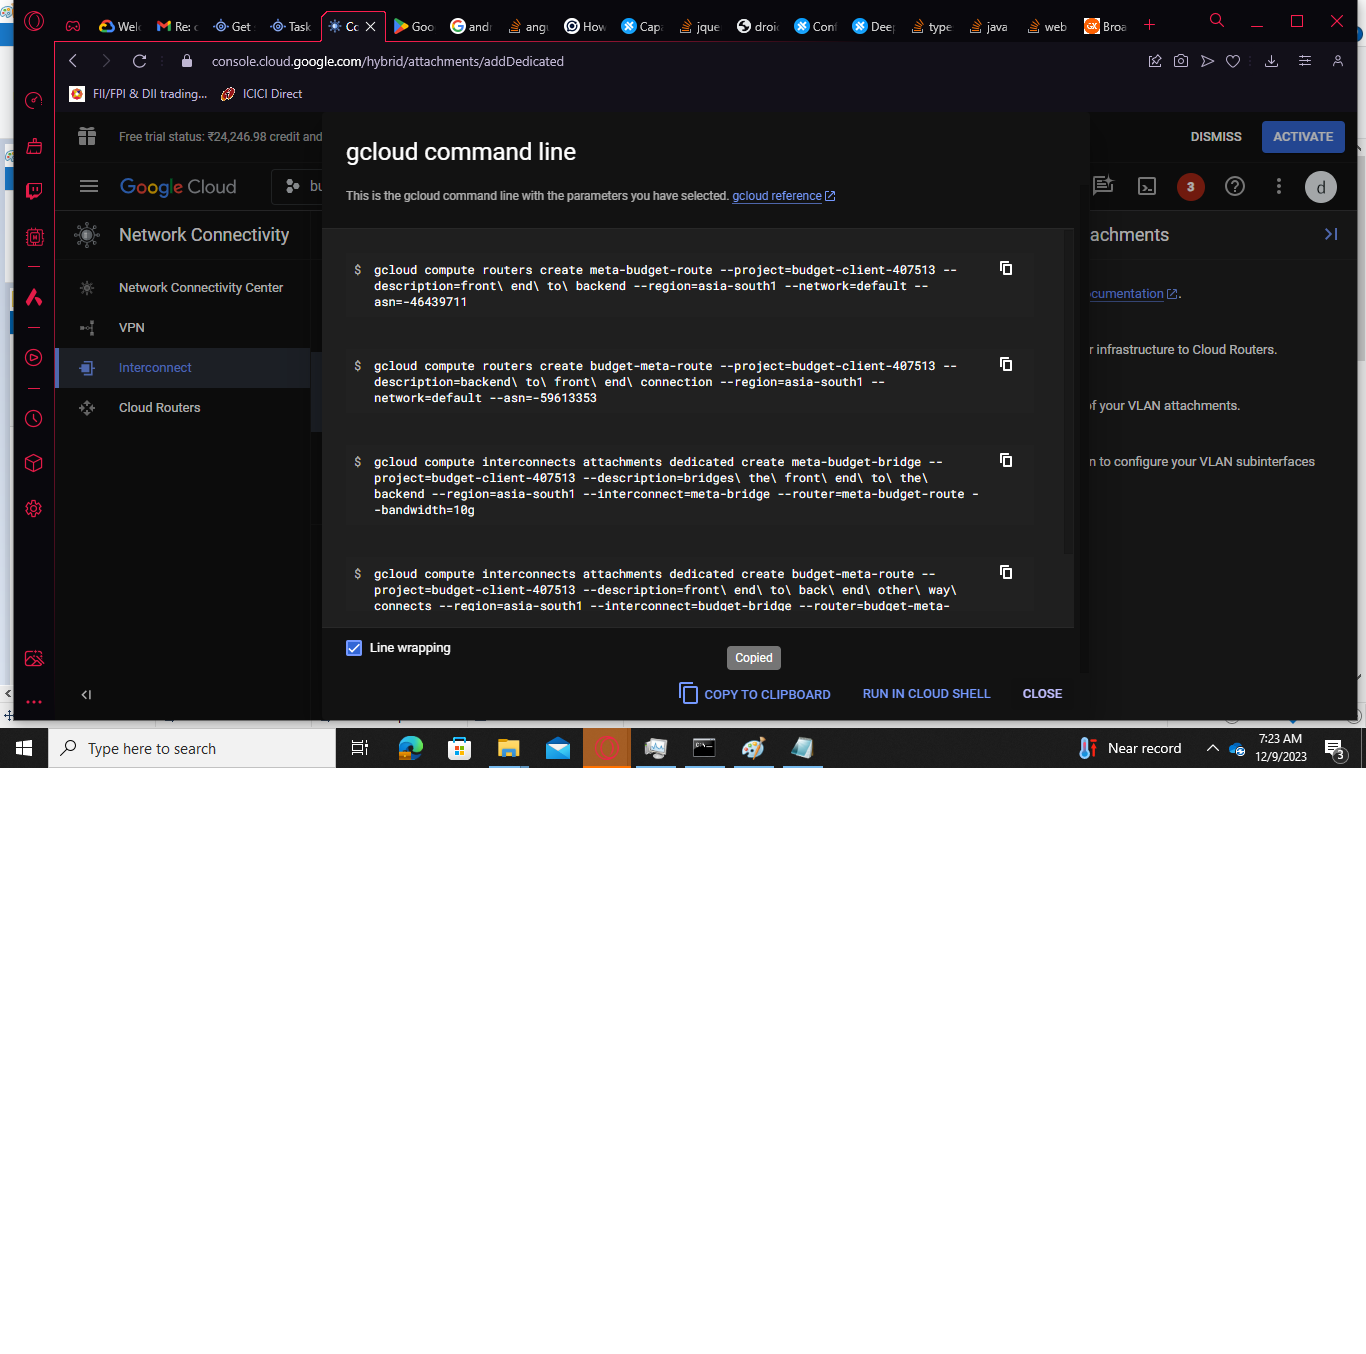 Welc
Re: c
Get
Task
Cc
Goo
andr
angu
How
Capa
jque
droi
Conf
Deep
type
java
web
Broa
console.cloud.google.com/hybrid/attachments/addDedicated
FII/FPI & DII trading...
ICICI Direct
Free trial status: ₹24,246.98 credit and
DISMISS
ACTIVATE
Google Cloud
bu
3
d
Network Connectivity
Network Connectivity Center
VPN
Interconnect
Cloud Routers
gcloud command line
This is the gcloud command line with the parameters you have selected. gcloud reference
$ gcloud compute routers create meta-budget-route --project=budget-client-407513 --
description=front\ end\ to\ backend --region=asia-south1 --network=default --
asn=-46439711
$ gcloud compute routers create budget-meta-route --project=budget-client-407513 --
description=backend\ to\ front\ end\ connection --region=asia-south1 --
network=default --asn=-59613353
$ gcloud compute interconnects attachments dedicated create meta-budget-bridge --
project=budget-client-407513 --description=bridges\ the\ front\ end\ to\ the\
backend --region=asia-south1 --interconnect=meta-bridge --router=meta-budget-route -
-bandwidth=10g
$ gcloud compute interconnects attachments dedicated create budget-meta-route --
project=budget-client-407513 --description=front\ end\ to\ back\ end\ other\ way\
connects --region=asia-south1 --interconnect=budget-bridge --router=budget-meta-
Line wrapping
Copied
COPY TO CLIPBOARD
RUN IN CLOUD SHELL
CLOSE
achments
ocumentation.
r infrastructure to Cloud Routers.
of your VLAN attachments.
n to configure your VLAN subinterfaces
Type here to search
Near record
7:23 AM
12/9/2023
3